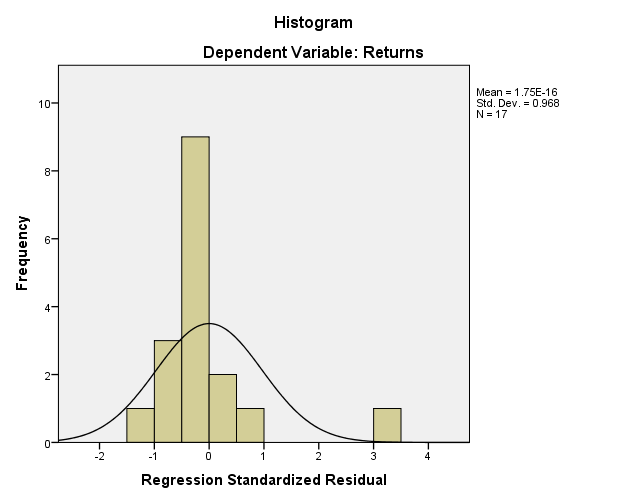 Histogram
Dependent Variable: Returns
Mean = 1.75E-16
Std. Dev. = 0.968
N = 17
Frequency
10
8
6
4
2
0
-2 -1 0 1 2 3 4
Regression Standardized Residual